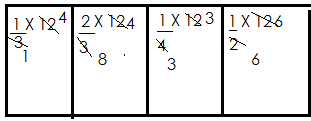 1/3 X 12 4
1
2/3 X 12 4
8
1/4 X 12 3
3
1/2 X 12 6
6